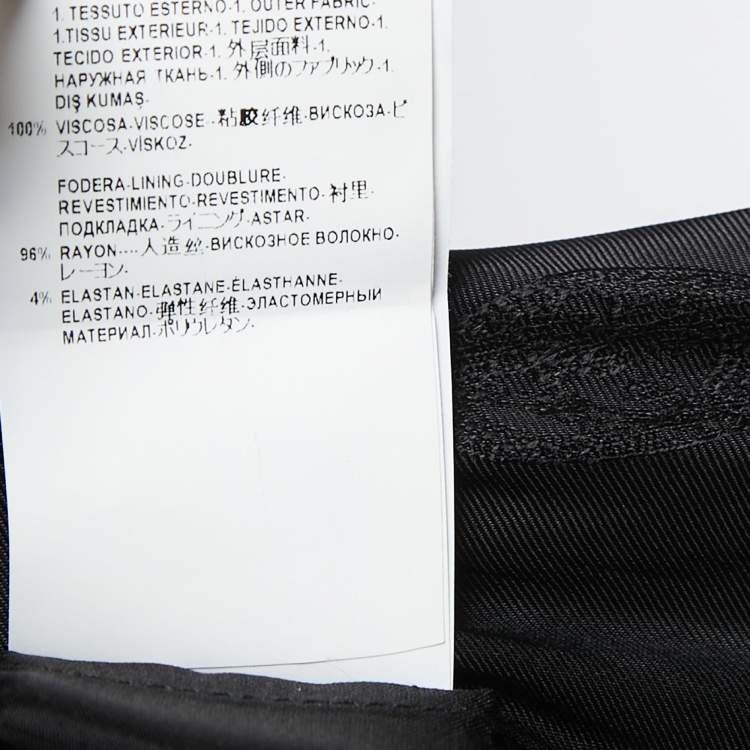 1. TESSUTO ESTERNO-1. OUTER FABRIC-
1.TISSU EXTERIEUR-1. TEJIDO EXTERNO-1.
TECIDO EXTERIOR-1. 外层面料-1.
НАРУЖНАЯ ТКАНЬ-1. 外側のファブリック-1.
DIŞ KUMAŞ-
100% VISCOSA-VISCOSE--粘胶纤维-ВИСКОЗА-ビ
スコース-VİSKOZ-
FODERA-LINING-DOUBLURE-
REVESTIMIENTO-REVESTIMENTO-衬里-
ПОДКЛАДКА-ライニング-ASTAR-
96% RAYON----人造丝-ВИСКОЗНОЕ ВОЛОКНО-
レーヨン-
4% ELASTAN-ELASTANE-ÉLASTHANNE-
ELASTANO-弹性纤维-ЭЛАСТОМЕРНЫЙ
МАТЕРИАЛ-ポリウレタン-